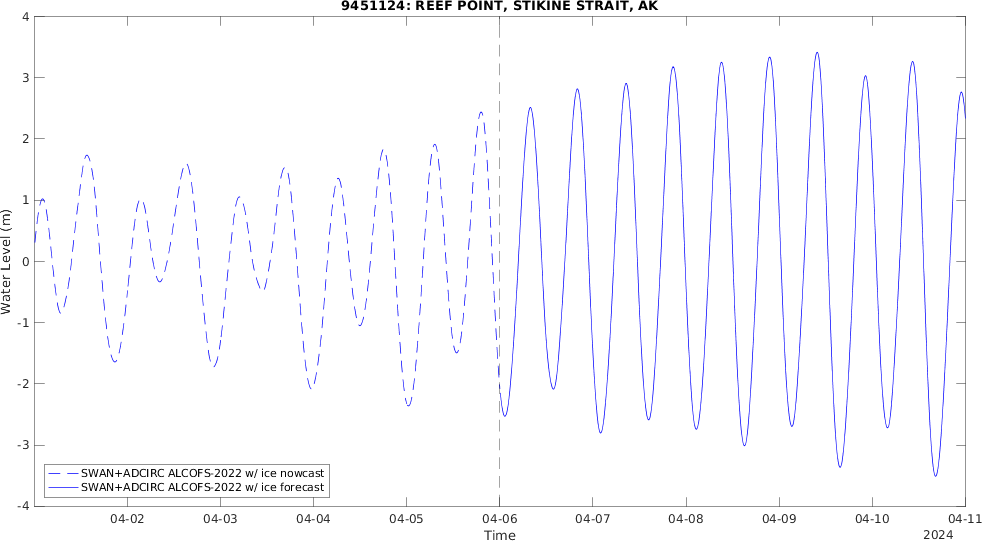 9451124: REEF POINT, STIKINE STRAIT, AK
4
3
2
1
0
-1
-2
-3
-4
Water Level (m)
SWAN+ADCIRC ALCOFS-2022 w/ ice nowcast
SWAN+ADCIRC ALCOFS-2022 w/ ice forecast
04-02 04-03 04-04 04-05 04-06 04-07 04-08 04-09 04-10 04-11
Time
2024